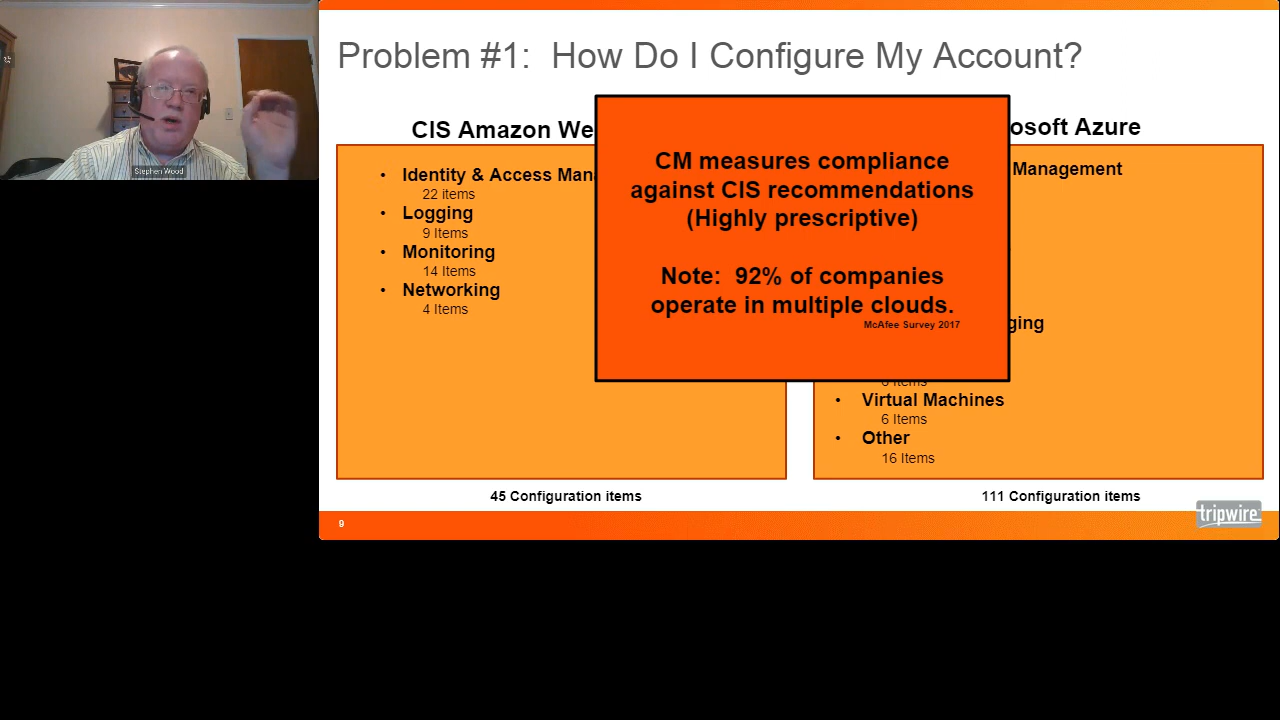 Stephen Wood
Problem #1: How Do I Configure My Account?
CIS Amazon We
• Identity & Access Man
22 items
• Logging
9 Items
• Monitoring
14 Items
• Networking
4 Items
45 Configuration items
CM measures compliance
against CIS recommendations
(Highly prescriptive)
Note: 92% of companies
operate in multiple clouds.
McAfee Survey 2017
osoft Azure
Management
ging
Items
• Virtual Machines
6 Items
• Other
16 Items
111 Configuration items
9
tripwire